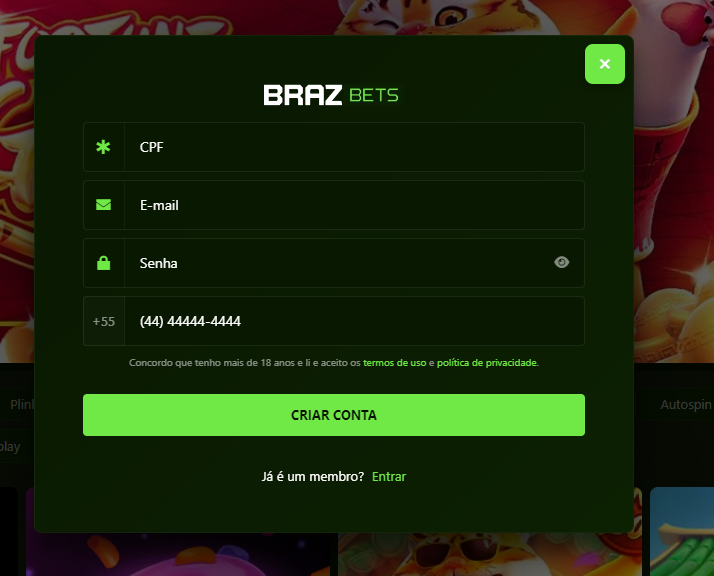 BRAZ BETS
CPF
E-mail
Senha
+55 (44) 44444-4444
Concordo que tenho mais de 18 anos e li e aceito os termos de uso e política de privacidade.
CRIAR CONTA
Autospin
play
Já é um membro? Entrar